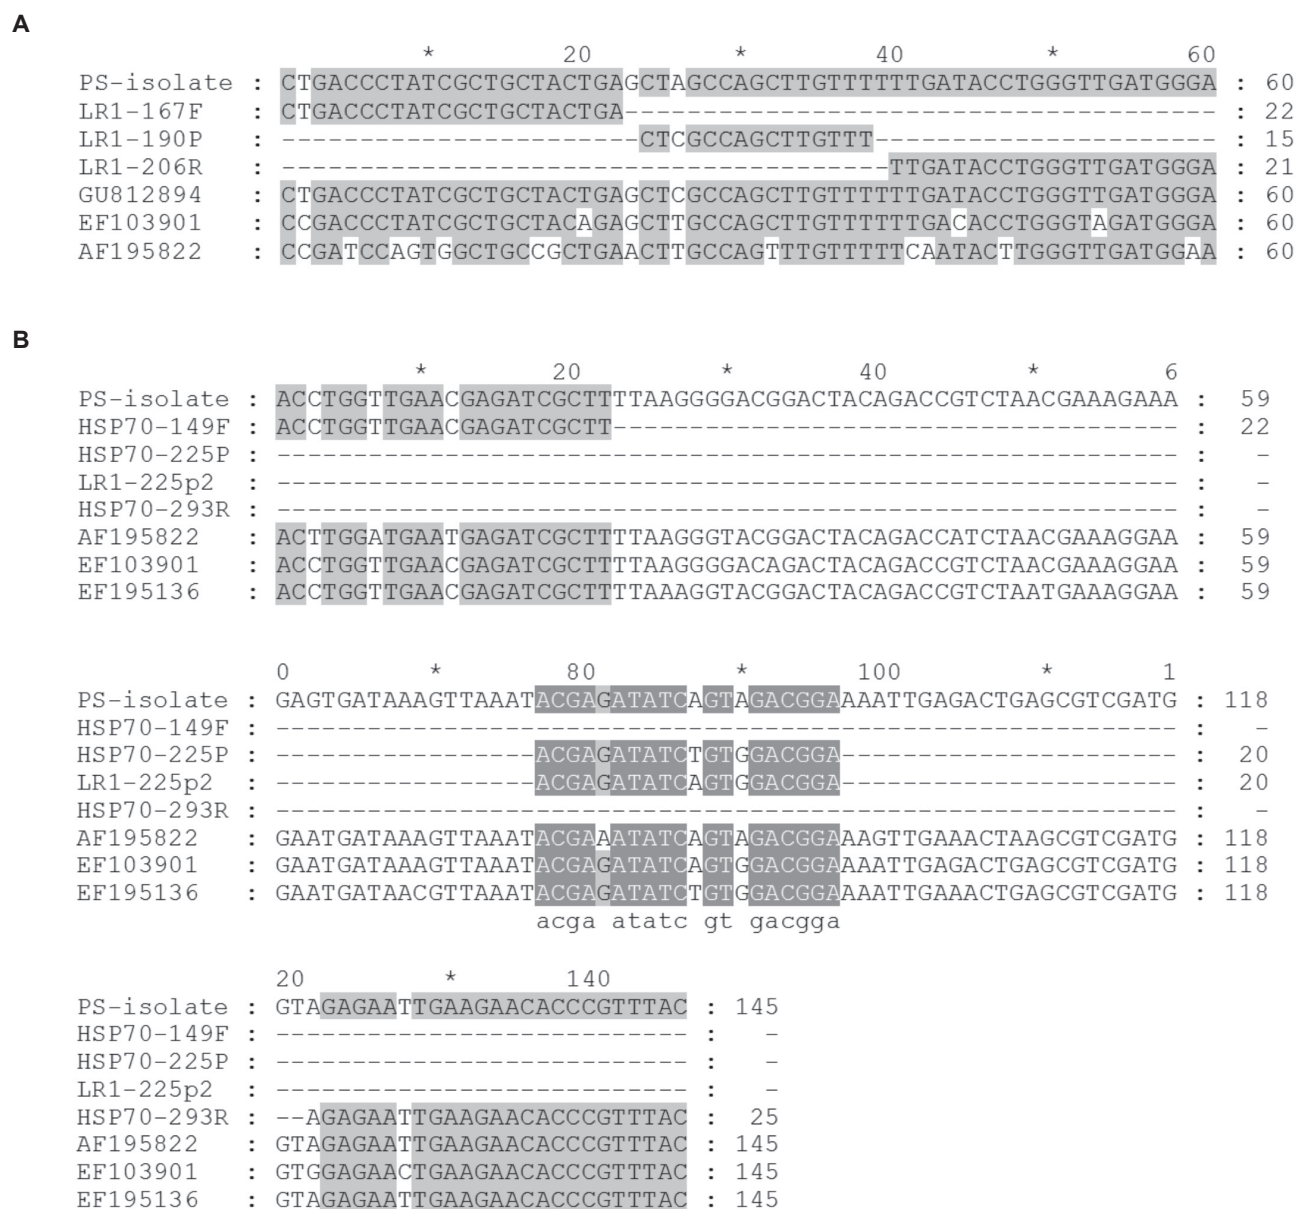 A
* 20 * 40 * 60
PS-isolate : CTGACCCTATCGCTGCTACTGAGCTAGCCAGCTTGTTTTTTGATACCTGGGTTGATGGGA : 60
LR1-167F : CTGACCCTATCGCTGCTACTGA-------------------------------------- : 22
LR1-190P : -----------------------CTCGCCAGCTTGTTT---------------------- : 15
LR1-206R : ---------------------------------------TTGATACCTGGGTTGATGGGA : 21
GU812894 : CTGACCCTATCGCTGCTACTGAGCTCGCCAGCTTGTTTTTTGATACCTGGGTTGATGGGA : 60
EF103901 : CCGACCCTATCGCTGCTACAGAGCTTGCCAGCTTGTTTTTTGACACCTGGGTAGATGGGA : 60
AF195822 : CCGATCCAGTGGCTGCCGCTGAACTTGCCAGTTTGTTTTTCAATACTTGGGTTGATGGAA : 60
B
* 20 * 40 * 6
PS-isolate : ACCTGGTTGAACGAGATCGCTTTTAAGGGGACGGACTACAGACCGTCTAACGAAAGAAA : 59
HSP70-149F : ACCTGGTTGAACGAGATCGCTT------------------------------------- : 22
HSP70-225P : ----------------------------------------------------------- : -
LR1-225p2 : ----------------------------------------------------------- : -
HSP70-293R : ----------------------------------------------------------- : -
AF195822 : ACTTGGATGAATGAGATCGCTTTTAAGGGTACGGACTACAGACCATCTAACGAAAGGAA : 59
EF103901 : ACCTGGTTGAACGAGATCGCTTTTAAGGGGACAGACTACAGACCGTCTAACGAAAGGAA : 59
EF195136 : ACCTGGTTGAACGAGATCGCTTTTAAAGGTACGGACTACAGACCGTCTAATGAAAGGAA : 59
0 * 80 * 100 * 1
PS-isolate : GAGTGATAAAGTTAAATACGAGATATCAGTAGACGGAAAATTGAGACTGAGCGTCGATG : 118
HSP70-149F : ----------------------------------------------------------- : -
HSP70-225P : -----------------ACGAGATATCTGTGGACGGA---------------------- : 20
LR1-225p2 : -----------------ACGAGATATCAGTGGACGGA---------------------- : 20
HSP70-293R : ----------------------------------------------------------- : -
AF195822 : GAATGATAAAGTTAAATACGAAATATCAGTAGACGGAAAGTTGAAACTAAGCGTCGATG : 118
EF103901 : GAATGATAAAGTTAAATACGAGATATCAGTGGACGGAAAATTGAGACTGAGCGTCGATG : 118
EF195136 : GAATGATAACGTTAAATACGAGATATCTGTGGACGGAAAATTGAAACTGAGCGTCGATG : 118
acga atatc gt gacgga
20 * 140
PS-isolate : GTAGAGAATTGAAGAACACCCGTTTAC : 145
HSP70-149F : --------------------------- : -
HSP70-225P : --------------------------- : -
LR1-225p2 : --------------------------- : -
HSP70-293R : --AGAGAATTGAAGAACACCCGTTTAC : 25
AF195822 : GTAGAGAATTGAAGAACACCCGTTTAC : 145
EF103901 : GTGGAGAACTGAAGAACACCCGTTTAC : 145
EF195136 : GTAGAGAATTGAAGAACACCCGTTTAC : 145